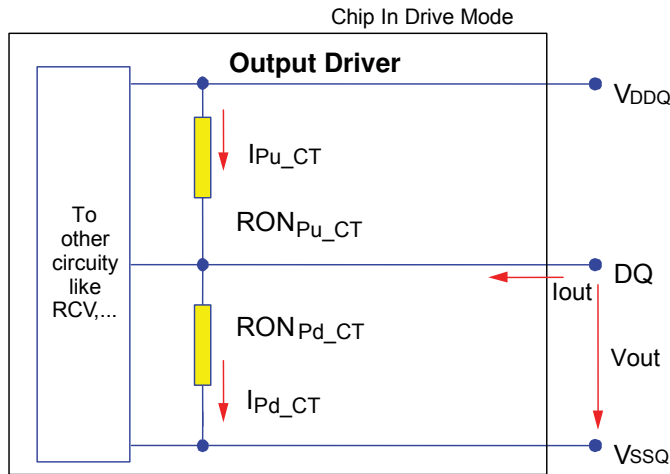 Chip In Drive Mode
Output Driver
VDDQ
IPu_CT
To
other
circuity
like
RCV,...
RONPu_CT
DQ
Iout
RONPd_CT
Vout
IPd_CT
VSSQ